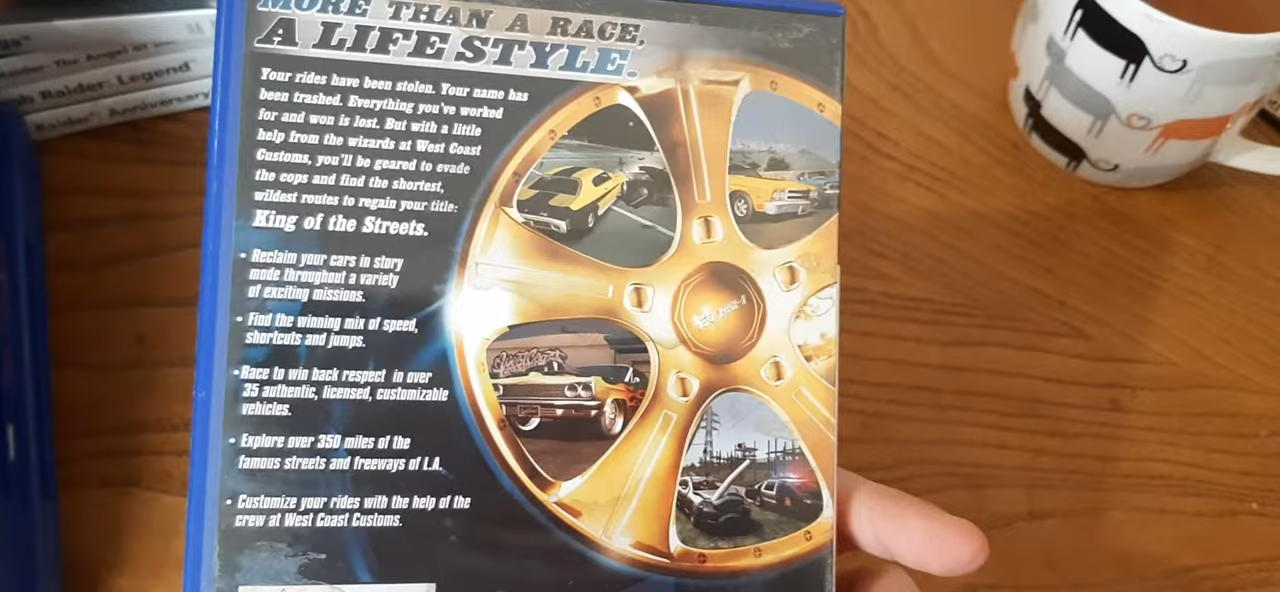 MORE THAN A RACE,
A LIFESTYLE.
Your rides have been stolen. Your name has
been trashed. Everything you've worked
for and won is lost. But with a little
help from the wizards at West Coast
Customs, you'll be geared to evade
the cops and find the shortest,
wildest routes to regain your title:
King of the Streets.
• Reclaim your cars in story
mode throughout a variety
of exciting missions.
• Find the winning mix of speed,
shortcuts and jumps.
• Race to win back respect in over
35 authentic, licensed, customizable
vehicles.
• Explore over 350 miles of the
famous streets and freeways of L.A.
• Customize your rides with the help of the
crew at West Coast Customs.
Raider: The Angel of
Raider: Legend
Raider: Anniversary